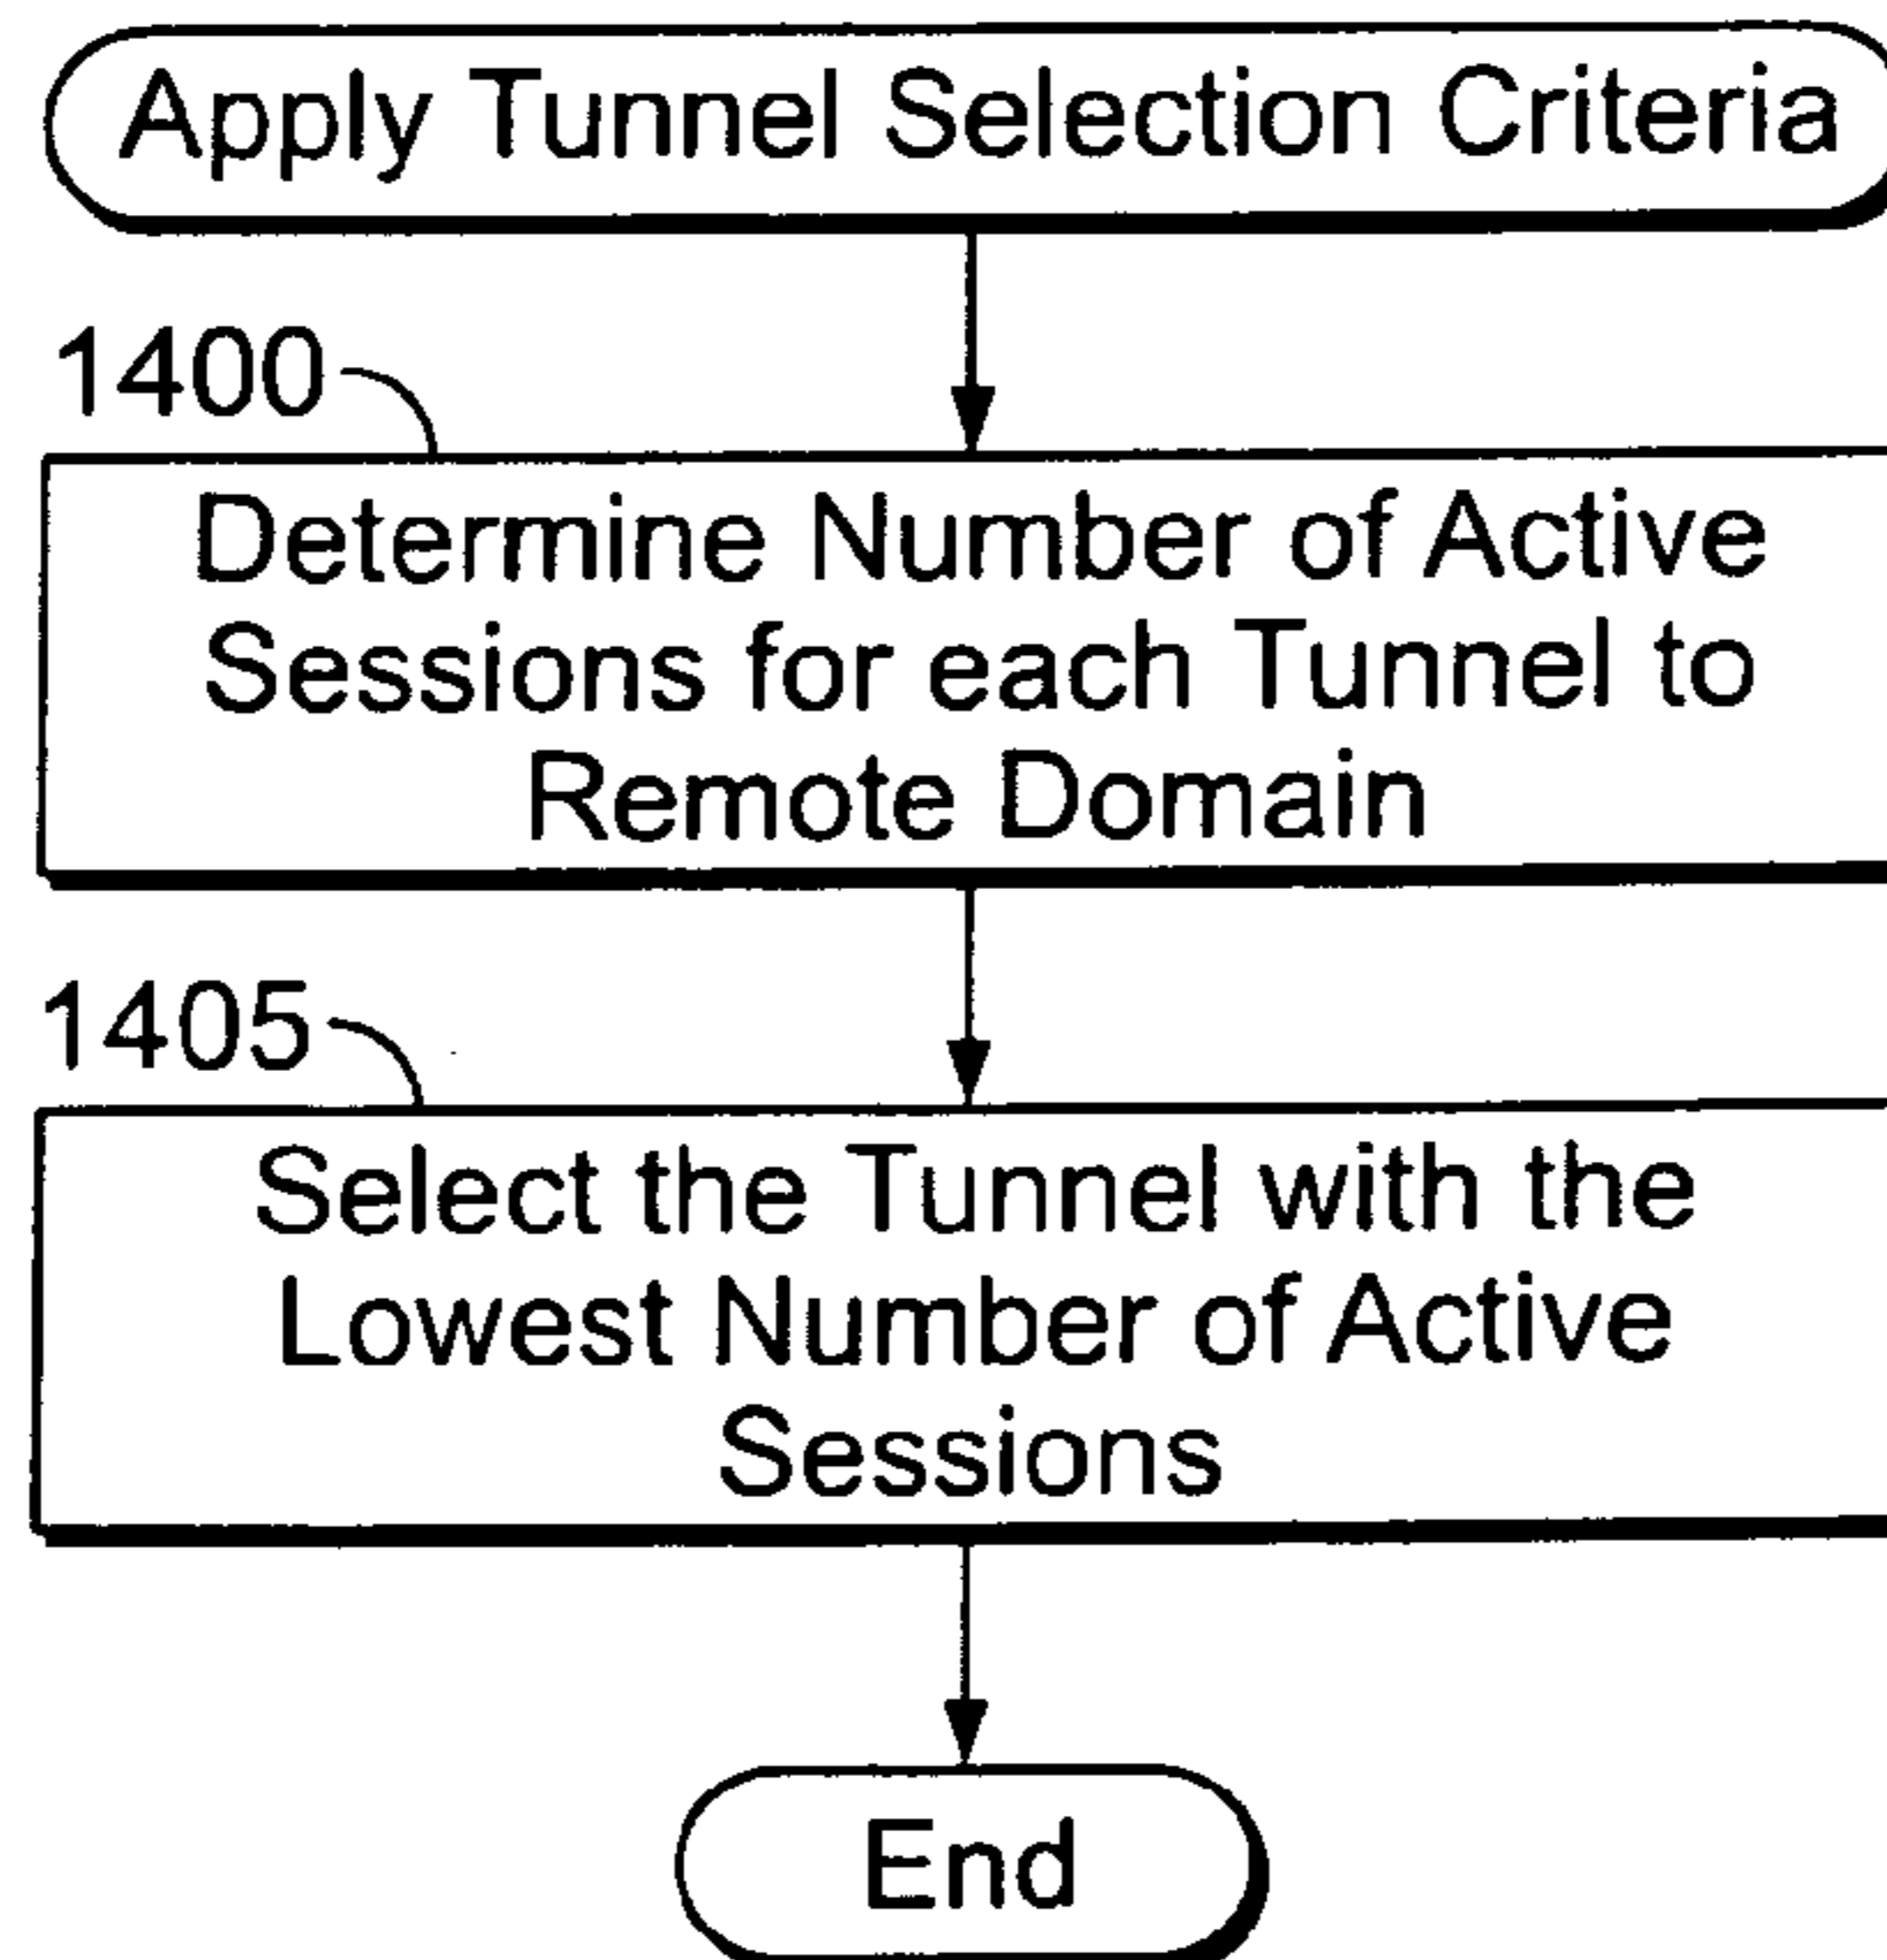 Apply Tunnel Selection Criteria
1400
Determine Number of Active
Sessions for each Tunnel to
Remote Domain
1405
Select the Tunnel with the
Lowest Number of Active
Sessions
End